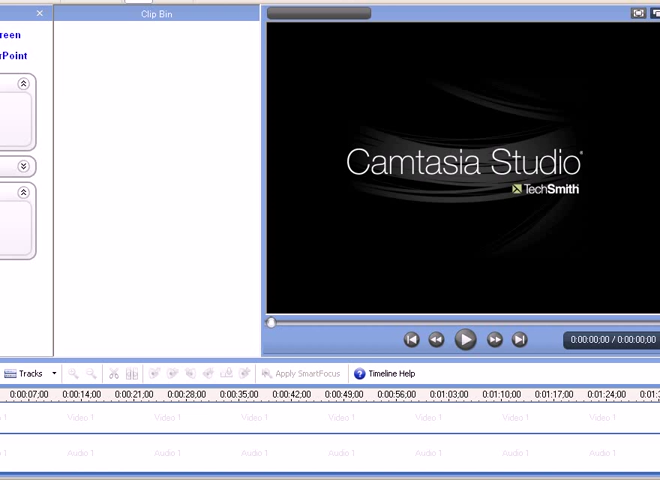 Clip Bin
reen
rPoint
Camtasia Studio®
TechSmith
0:00:00;00 / 0:00:00;00
Tracks Apply SmartFocus Timeline Help
0:00:07;00 0:00:14;00 0:00:21;00 0:00:28;00 0:00:35;00 0:00:42;00 0:00:49;00 0:00:56;00 0:01:03;00 0:01:10;00 0:01:17;00 0:01:24;00 0:01:3
1 Video 1 Video 1 Video 1 Video 1 Video 1 Video 1 Video 1
1 Audio 1 Audio 1 Audio 1 Audio 1 Audio 1 Audio 1 Audio 1